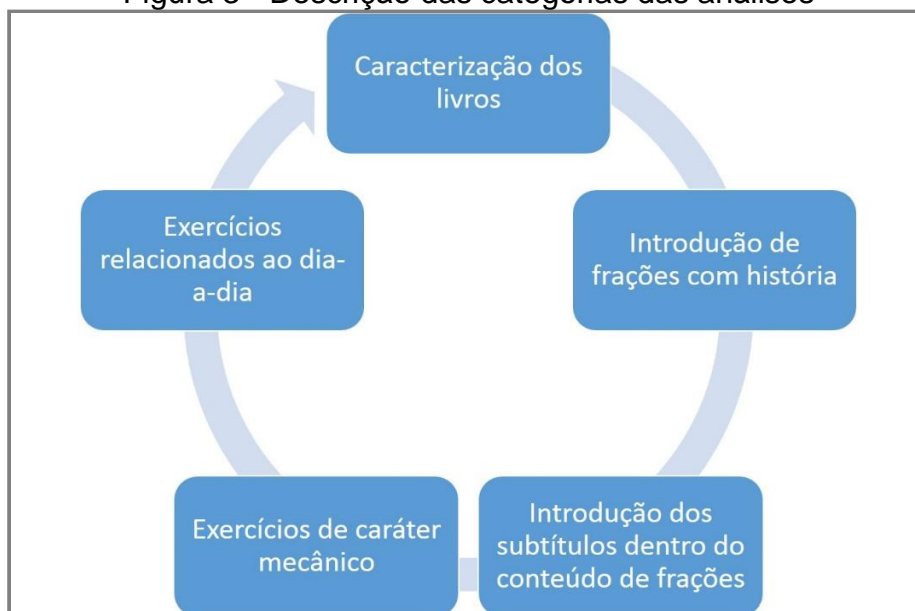 Figura 3 - Descrição das categorias das análises
Caracterização dos
livros
Introdução de
frações com história
Introdução dos
subtítulos dentro do
conteúdo de frações
Exercícios de caráter
mecânico
Exercícios
relacionados ao dia-
a-dia